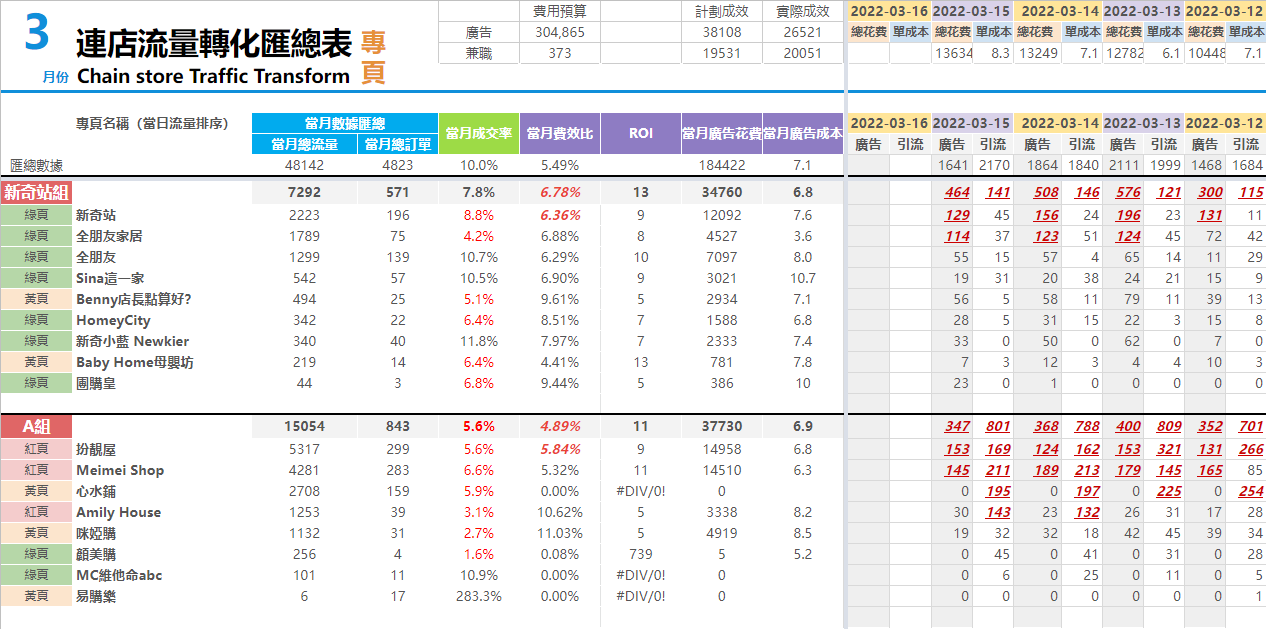 費用預算 計劃成效 實際成效 2022-03-16 2022-03-15 2022-03-14 2022-03-13 2022-03-12
廣告 304,865 38108 26521 總花費 單成本 總花費 單成本 總花費 單成本 總花費 單成本 總花費 單成本
兼職 373 19531 20051 13634 8.3 13249 7.1 12782 6.1 10448 7.1
3 月份
連店流量轉化匯總表 專頁
Chain store Traffic Transform
專頁名稱（當日流量排序） 當月數據匯總 當月成交率 當月費效比 ROI 當月廣告花費 當月廣告成本 2022-03-16 2022-03-15 2022-03-14 2022-03-13 2022-03-12
當月總流量 當月總訂單 廣告 引流 廣告 引流 廣告 引流 廣告 引流 廣告 引流
匯總數據 48142 4823 10.0% 5.49% 184422 7.1 1641 2170 1864 1840 2111 1999 1468 1684
新奇站組 7292 571 7.8% 6.78% 13 34760 6.8 464 141 508 146 576 121 300 115
綠頁 新奇站 2223 196 8.8% 6.36% 9 12092 7.6 129 45 156 24 196 23 131 11
綠頁 全朋友家居 1789 75 4.2% 6.88% 8 4527 3.6 114 37 123 51 124 45 72 42
綠頁 全朋友 1299 139 10.7% 6.29% 10 7097 8.0 55 15 57 4 65 14 11 29
綠頁 Sina這一家 542 57 10.5% 6.90% 9 3021 10.7 19 31 20 38 24 21 15 9
黃頁 Benny店長點算好? 494 25 5.1% 9.61% 5 2934 7.1 56 5 58 11 79 11 39 13
綠頁 HomeyCity 342 22 6.4% 8.51% 7 1588 6.8 28 5 31 15 22 3 15 8
綠頁 新奇小藍 Newkier 340 40 11.8% 7.97% 7 2333 7.4 33 0 50 0 62 0 7 0
黃頁 Baby Home母嬰坊 219 14 6.4% 4.41% 13 781 7.8 7 3 12 3 4 4 10 3
綠頁 團購皇 44 3 6.8% 9.44% 5 386 10 23 0 1 0 0 0 0 0
A組 15054 843 5.6% 4.89% 11 37730 6.9 347 801 368 788 400 809 352 701
紅頁 扮靚屋 5317 299 5.6% 5.84% 9 14958 6.8 153 169 124 162 153 321 131 266
紅頁 Meimei Shop 4281 283 6.6% 5.32% 11 14510 6.3 145 211 189 213 179 145 165 85
黃頁 心水鋪 2708 159 5.9% 0.00% #DIV/0! 0 0 195 0 197 0 225 0 254
紅頁 Amily House 1253 39 3.1% 10.62% 5 3338 8.2 30 143 23 132 26 31 17 28
黃頁 咪婭購 1132 31 2.7% 11.03% 5 4919 8.5 19 32 32 18 42 45 39 34
綠頁 顏美購 256 4 1.6% 0.08% 739 5 5.2 0 45 0 41 0 31 0 28
綠頁 MC維他命abc 101 11 10.9% 0.00% #DIV/0! 0 0 6 0 25 0 11 0 5
黃頁 易購樂 6 17 283.3% 0.00% #DIV/0! 0 0 0 0 0 0 0 0 1